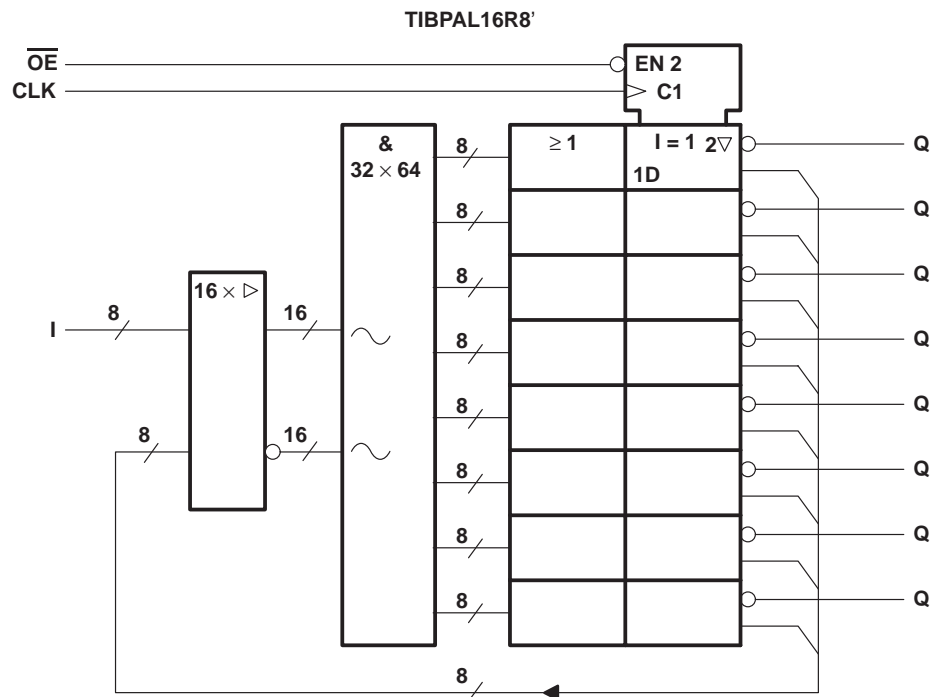 TIBPAL16R8’
OE
EN 2
CLK
C1
&
32 × 64
8
≥ 1
I = 1
2▽
Q
1D
8
Q
8
Q
16 × ▷
I
8
16
8
Q
8
Q
8
16
8
Q
8
Q
8
Q
8